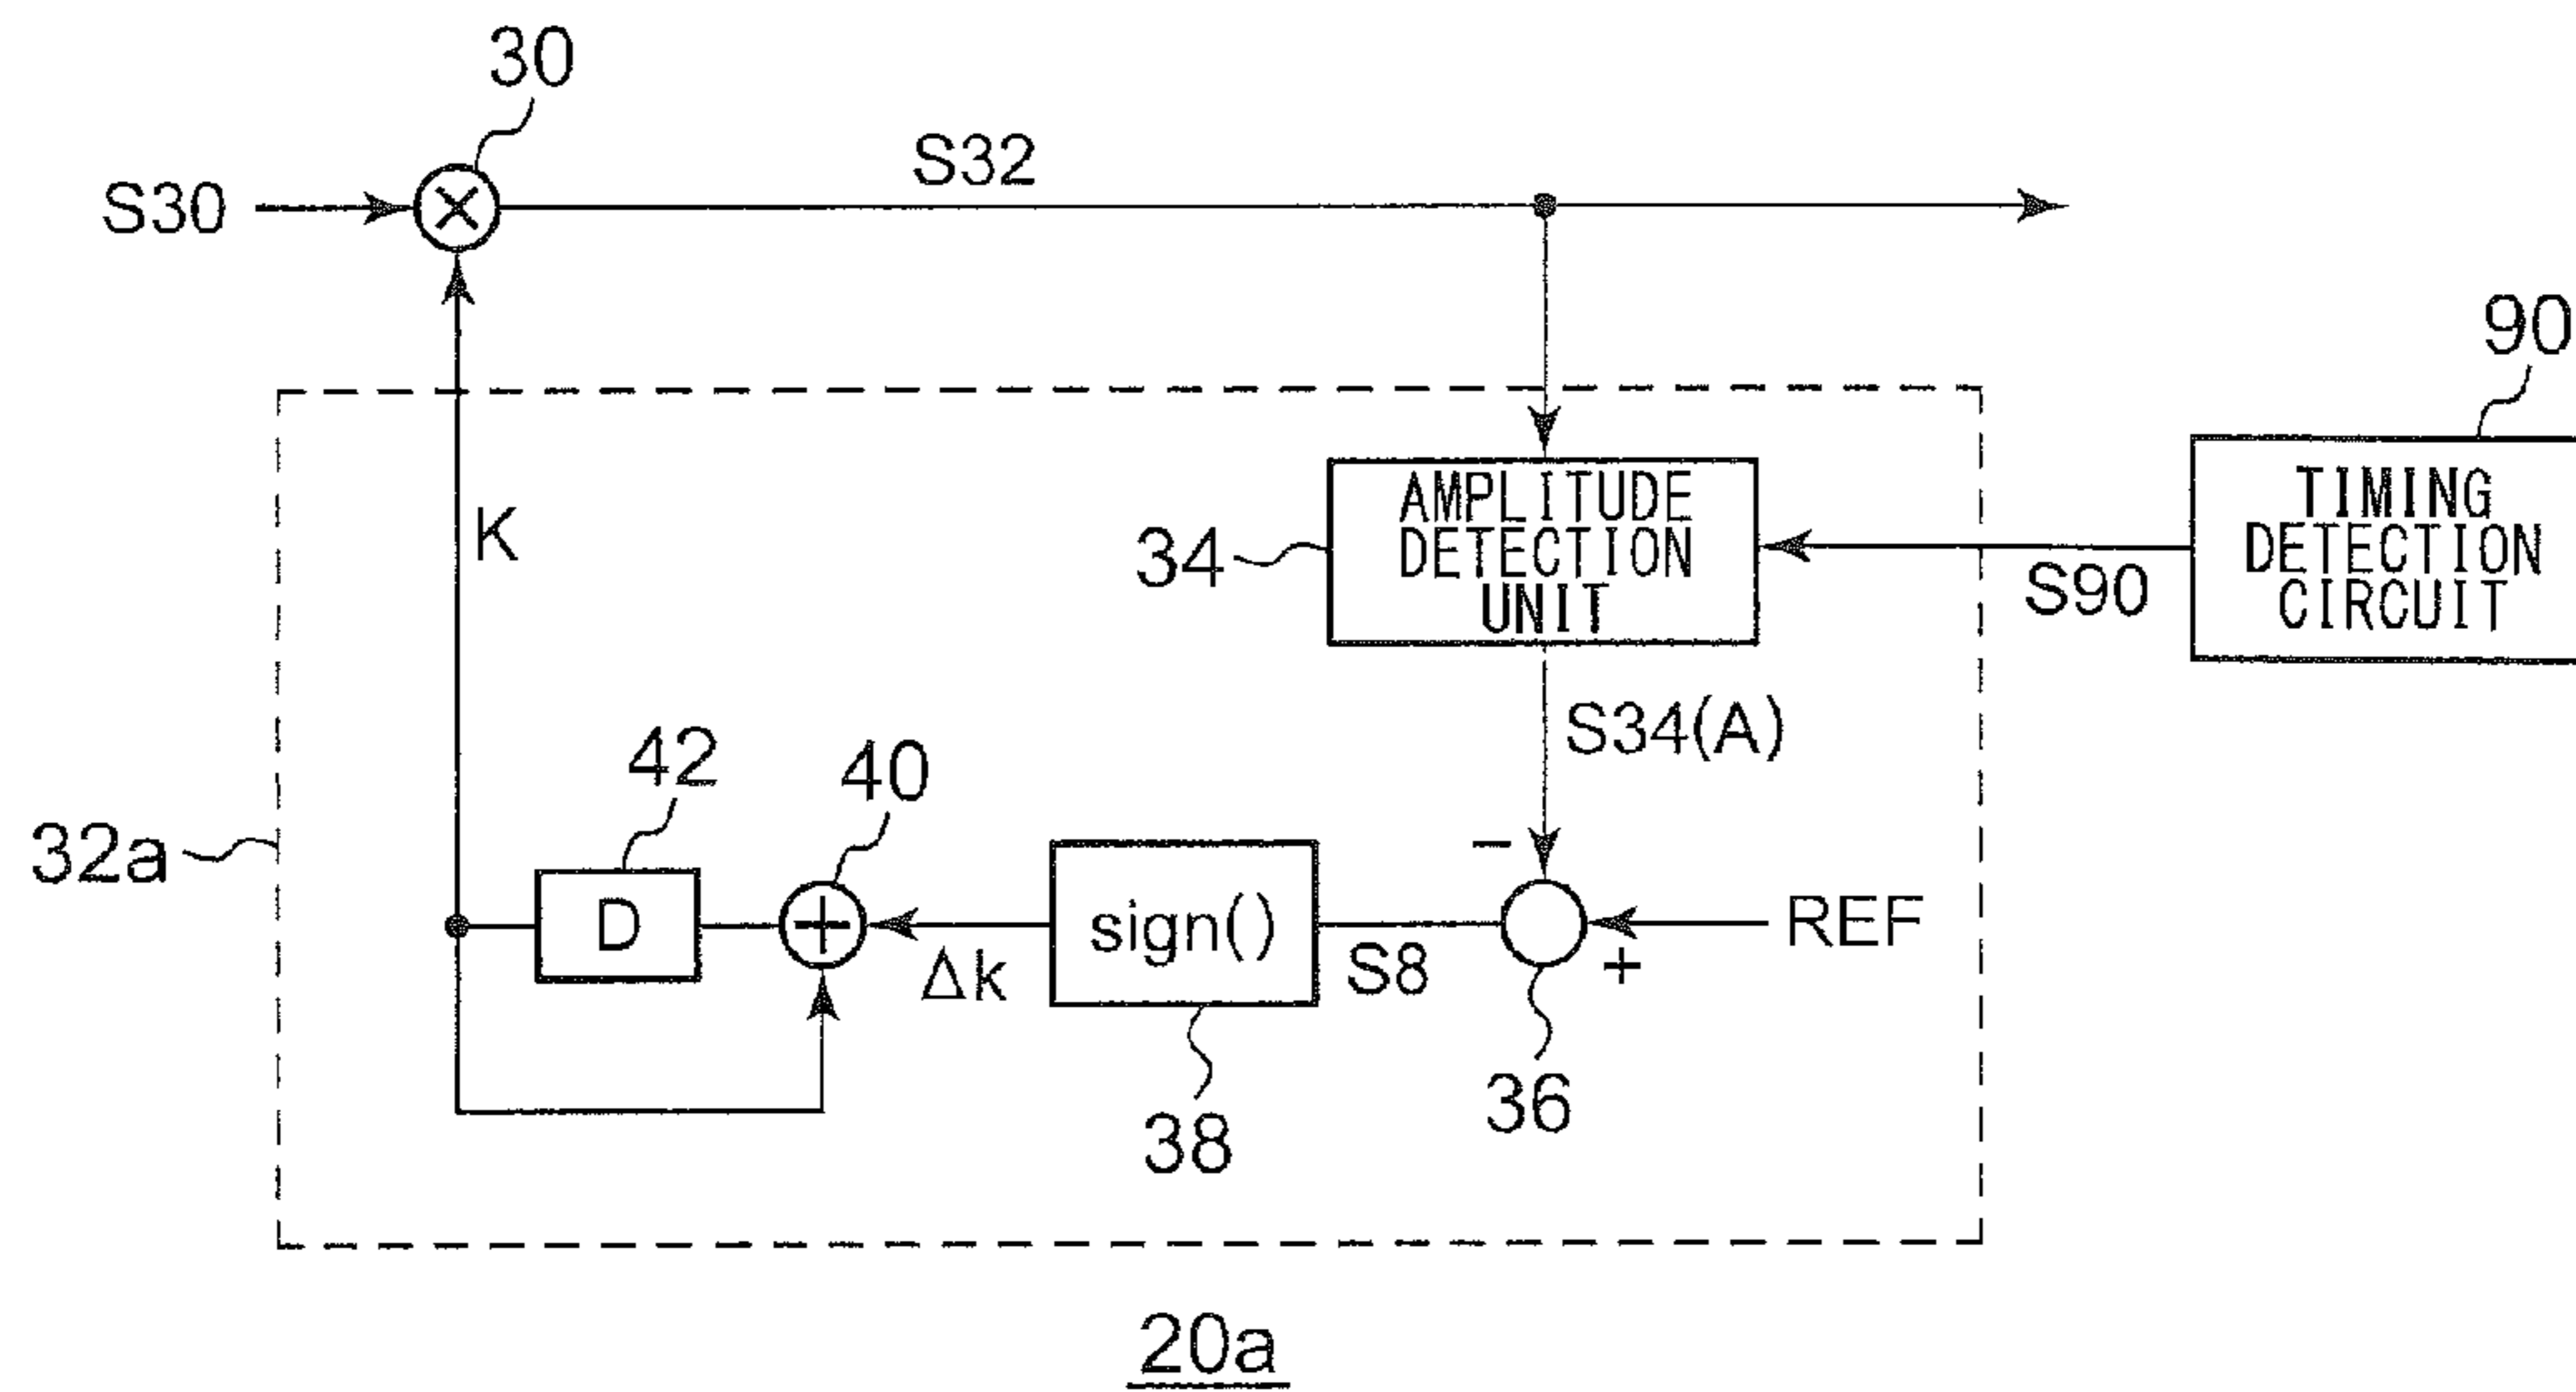 30
S30
×
S32
90
K
34
AMPLITUDE
DETECTION
UNIT
S90
TIMING
DETECTION
CIRCUIT
S34(A)
32a
42
40
D
+
Δk
sign()
S8
-
+
REF
38
36
20a